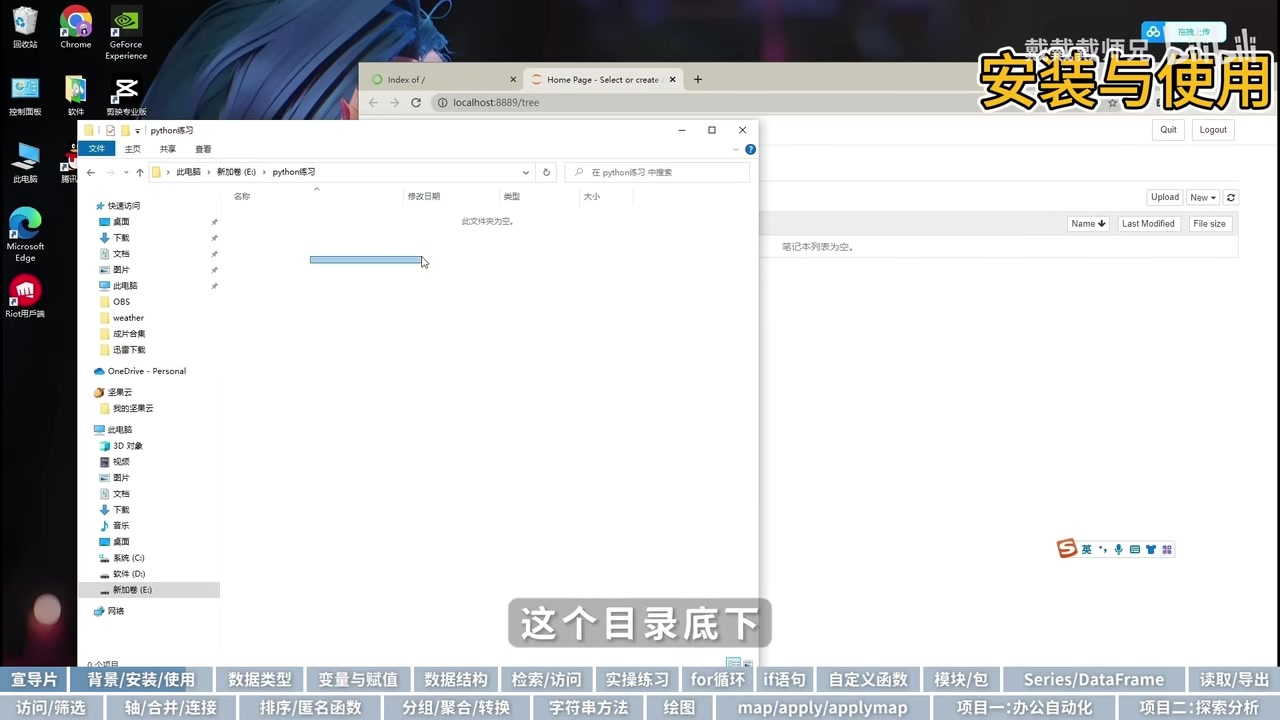 回收站
Chrome
GeForce
Experience
控制面板
软件
剪映专业版
此电脑
腾讯
Microsoft
Edge
Riot用户端
Index of /
Home Page - Select or create
localhost:8889/tree
拖拽上传
戴戴戴师兄
bilibili
安装与使用
Quit
Logout
Upload
New
Name
Last Modified
File size
笔记本列表为空。
python练习
文件
主页
共享
查看
此电脑
新加卷 (E:)
python练习
在 python练习 中搜索
名称
修改日期
类型
大小
此文件夹为空。
快速访问
桌面
下载
文档
图片
此电脑
OBS
weather
成片合集
迅雷下载
OneDrive - Personal
坚果云
我的坚果云
此电脑
3D 对象
视频
图片
文档
下载
音乐
桌面
系统 (C:)
软件 (D:)
新加卷 (E:)
网络
0 个项目
英
这个目录底下
宣导片
背景/安装/使用
数据类型
变量与赋值
数据结构
检索/访问
实操练习
for循环
if语句
自定义函数
模块/包
Series/DataFrame
读取/导出
访问/筛选
轴/合并/连接
排序/匿名函数
分组/聚合/转换
字符串方法
绘图
map/apply/applymap
项目一:办公自动化
项目二:探索分析